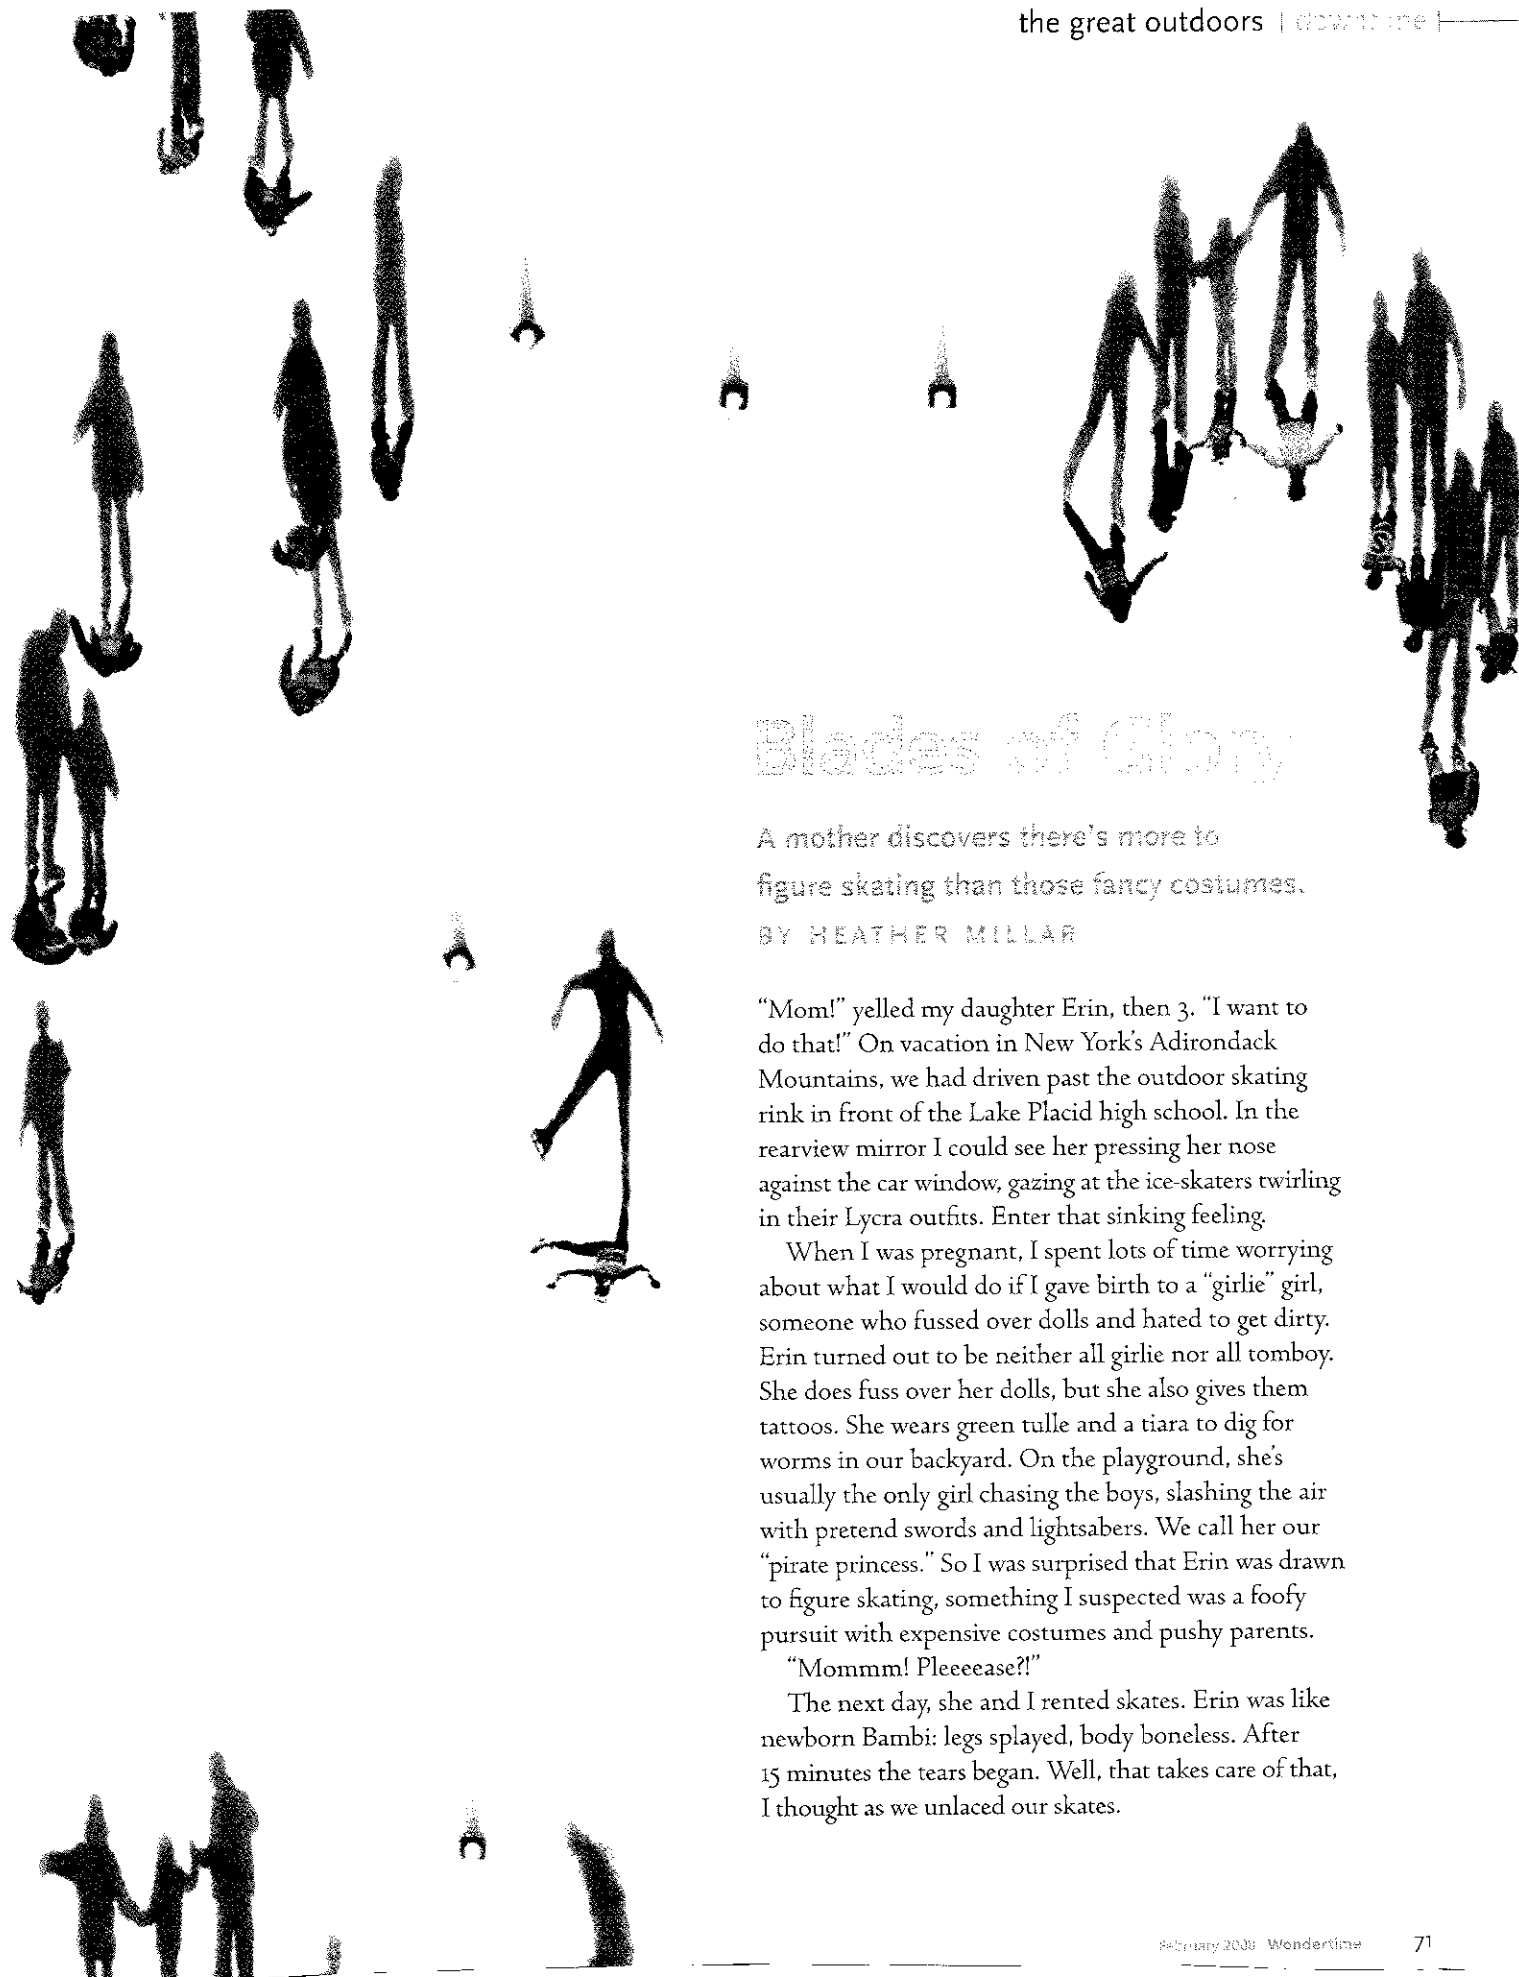 the great outdoors | downtime |
Blades of Glory
A mother discovers there's more to
figure skating than those fancy costumes.
BY HEATHER MILLAR
“Mom!” yelled my daughter Erin, then 3. “I want to
do that!” On vacation in New York's Adirondack
Mountains, we had driven past the outdoor skating
rink in front of the Lake Placid high school. In the
rearview mirror I could see her pressing her nose
against the car window, gazing at the ice-skaters twirling
in their Lycra outfits. Enter that sinking feeling.
When I was pregnant, I spent lots of time worrying
about what I would do if I gave birth to a “girlie” girl,
someone who fussed over dolls and hated to get dirty.
Erin turned out to be neither all girlie nor all tomboy.
She does fuss over her dolls, but she also gives them
tattoos. She wears green tulle and a tiara to dig for
worms in our backyard. On the playground, she's
usually the only girl chasing the boys, slashing the air
with pretend swords and lightsabers. We call her our
“pirate princess.” So I was surprised that Erin was drawn
to figure skating, something I suspected was a foofy
pursuit with expensive costumes and pushy parents.
“Mommm! Pleeeease?!”
The next day, she and I rented skates. Erin was like
newborn Bambi: legs splayed, body boneless. After
15 minutes the tears began. Well, that takes care of that,
I thought as we unlaced our skates.
February Wondertime 71